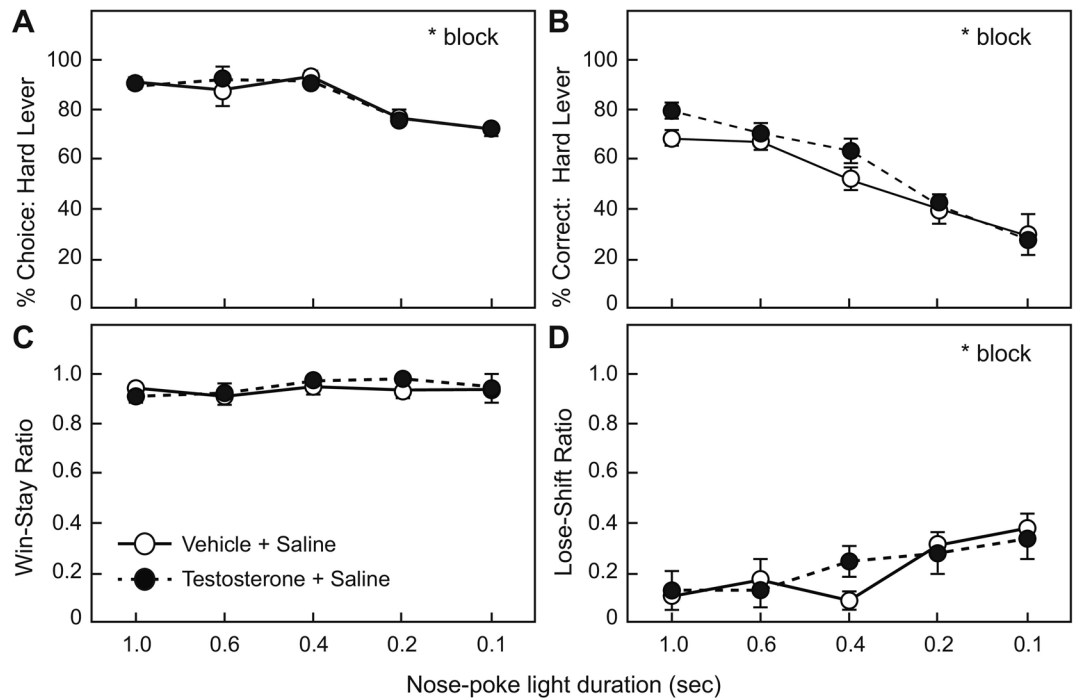 A
* block
% Choice: Hard Lever
100
80
60
40
20
0
B
* block
% Correct: Hard Lever
100
80
60
40
20
0
C
Win-Stay Ratio
1.0
0.8
0.6
0.4
0.2
0
Vehicle + Saline
Testosterone + Saline
1.0 0.6 0.4 0.2 0.1
D
* block
Lose-Shift Ratio
1.0
0.8
0.6
0.4
0.2
0
1.0 0.6 0.4 0.2 0.1
Nose-poke light duration (sec)